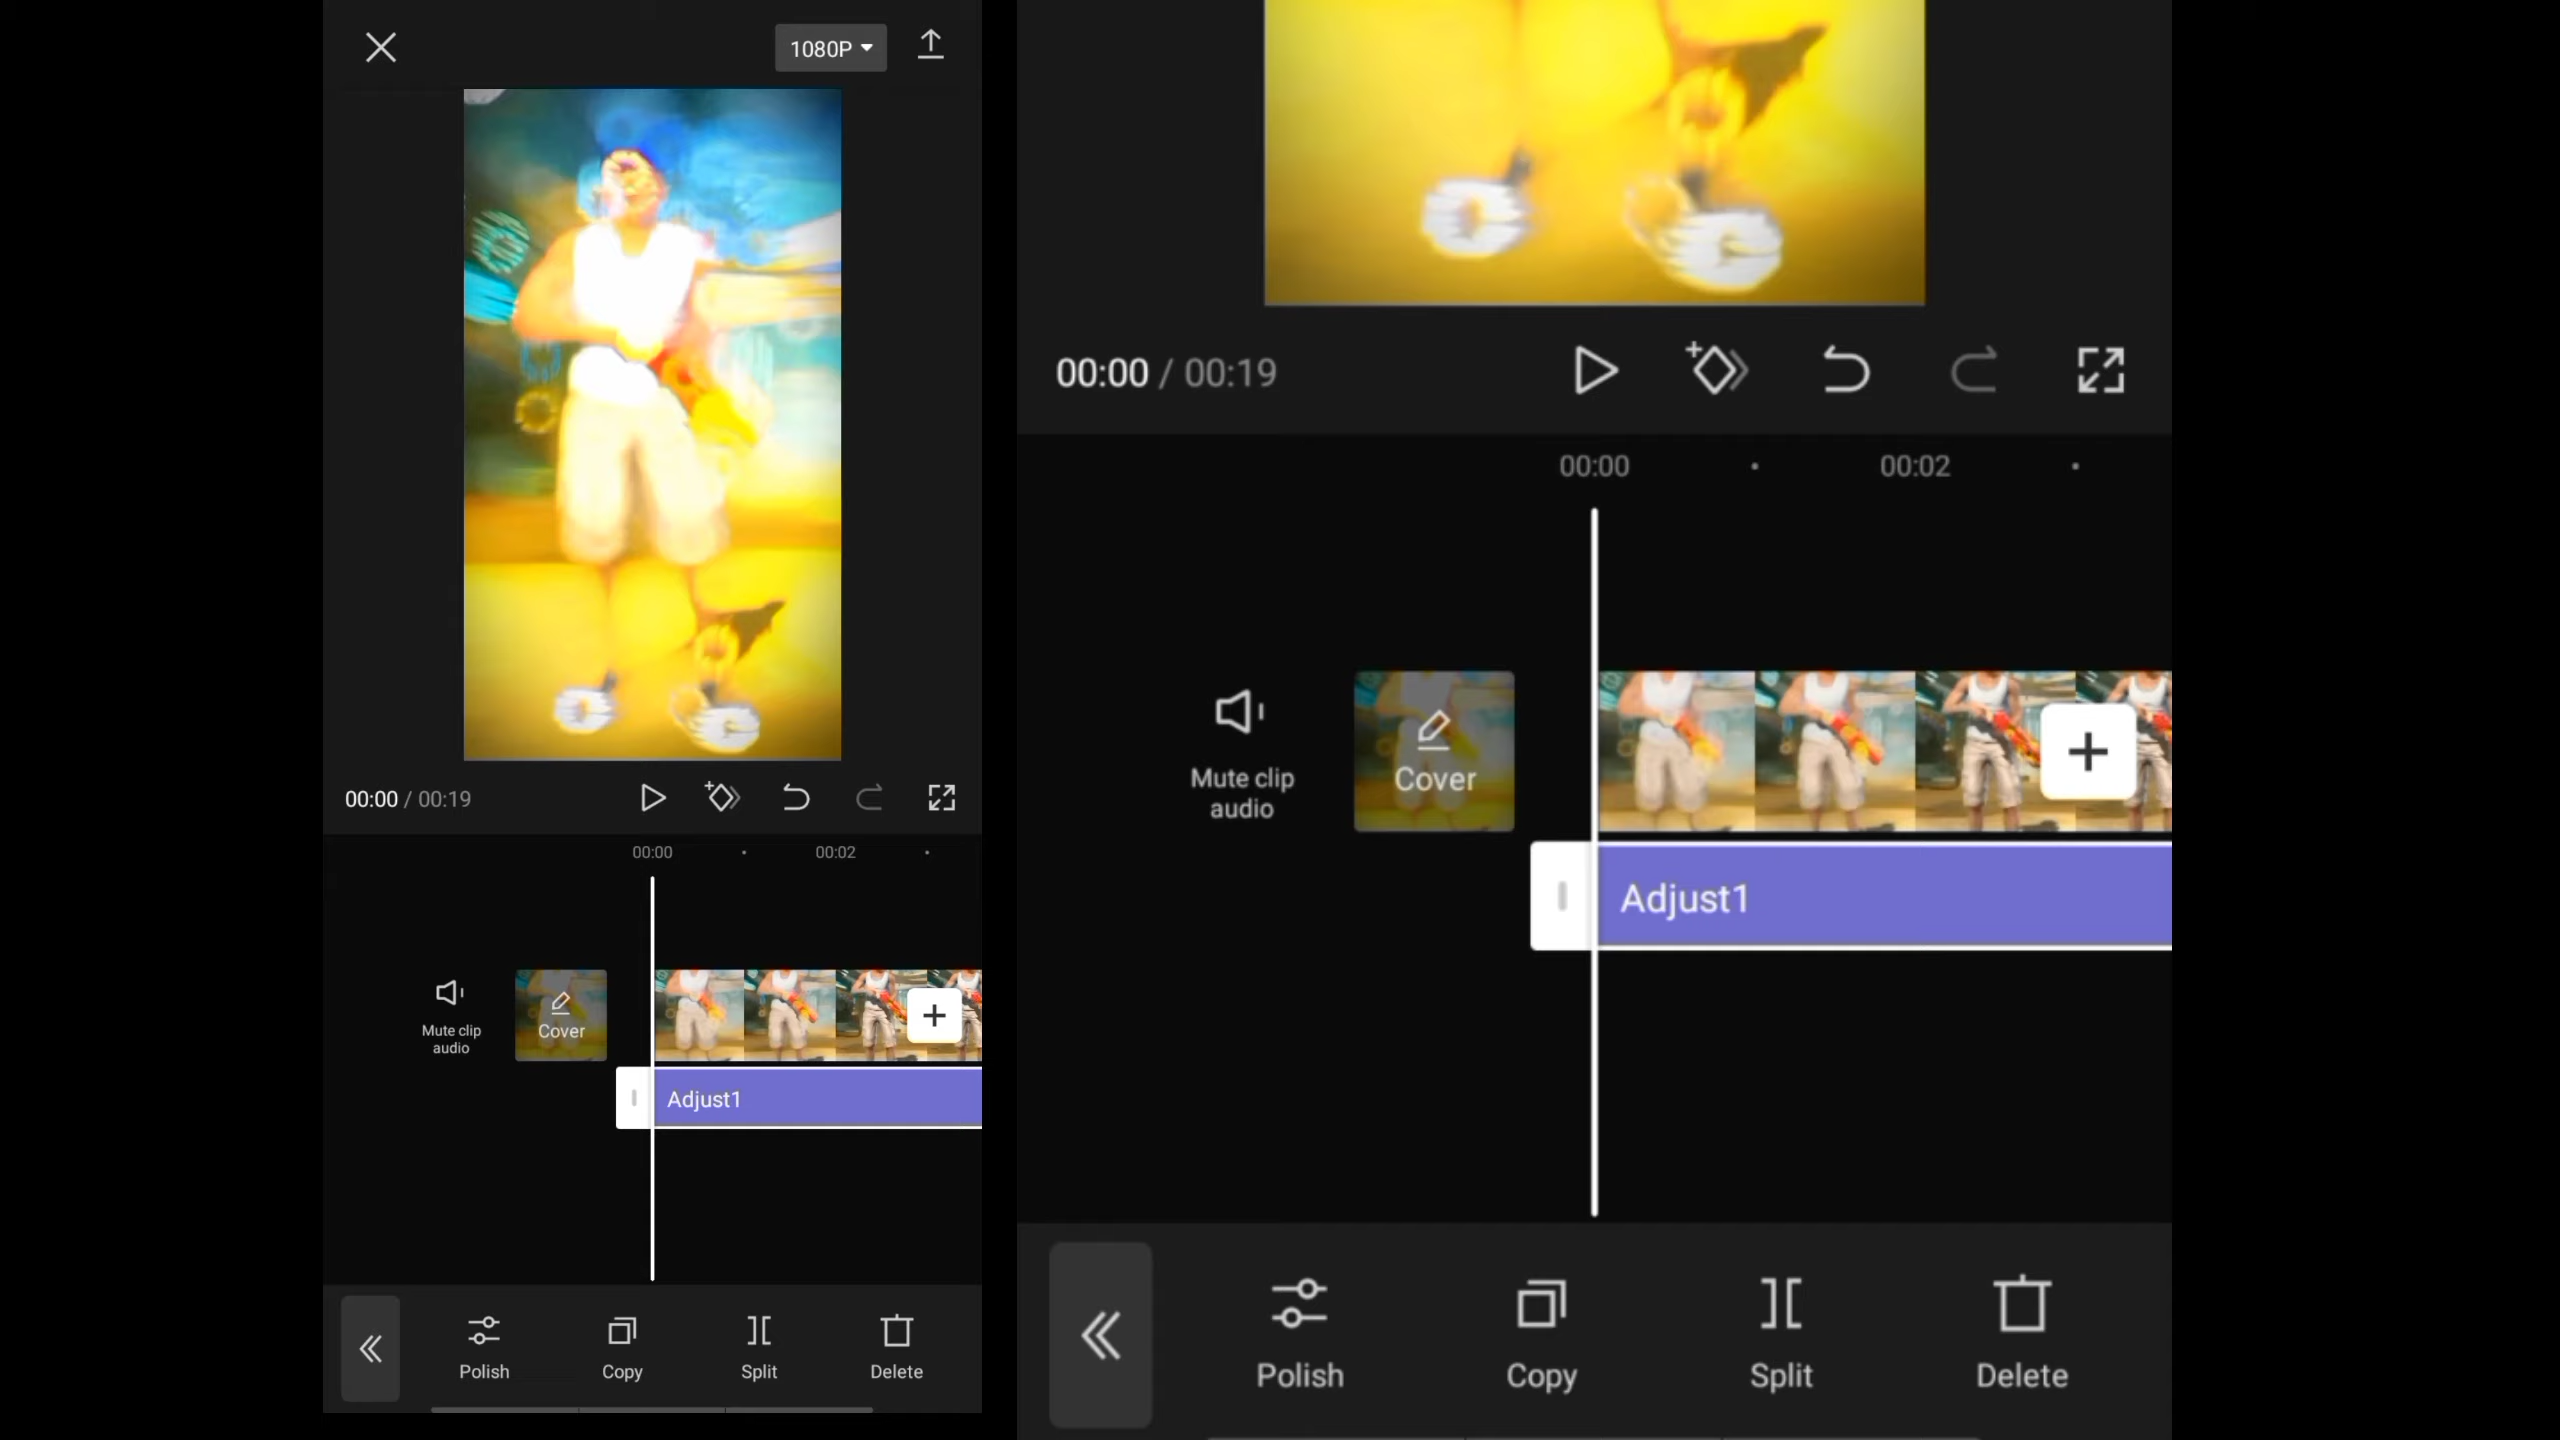 1080P
00:00 / 00:19
00:00
00:02
Mute clip
audio
Cover
Adjust1
Polish
Copy
Split
Delete
00:00 / 00:19
00:00
00:02
Mute clip
audio
Cover
Adjust1
Polish
Copy
Split
Delete